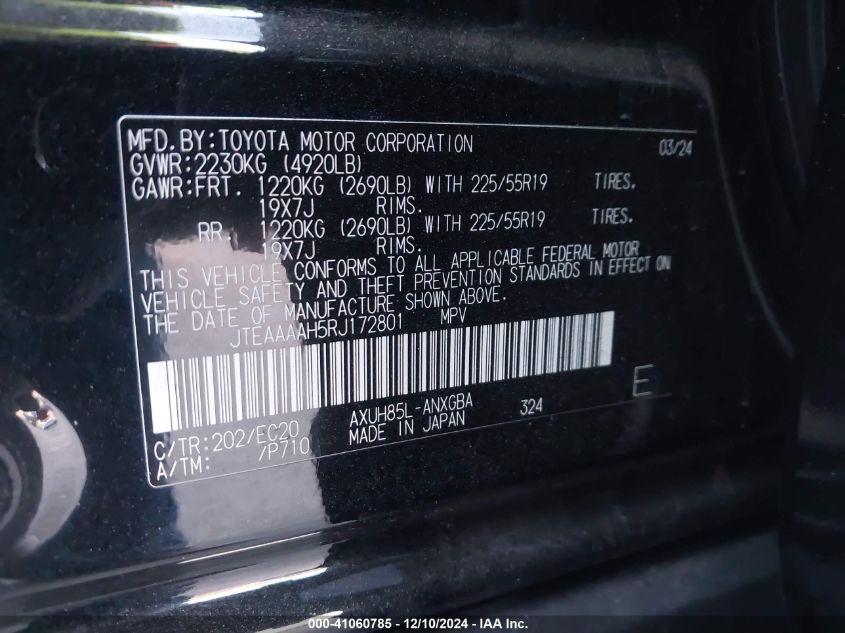 MFD.BY:TOYOTA MOTOR CORPORATION 03/24
GVWR:2230KG (4920LB)
GAWR:FRT. 1220KG (2690LB) WITH 225/55R19 TIRES.
19X7J RIMS.
RR. 1220KG (2690LB) WITH 225/55R19 TIRES.
19X7J RIMS.
THIS VEHICLE CONFORMS TO ALL APPLICABLE FEDERAL MOTOR
VEHICLE SAFETY AND THEFT PREVENTION STANDARDS IN EFFECT ON
THE DATE OF MANUFACTURE SHOWN ABOVE.
JTEAAAAH5RJ172801 MPV
E
C/TR:202/EC20 AXUH85L-ANXGBA 324
A/TM: /P710 MADE IN JAPAN
000-41060785 - 12/10/2024 - IAA Inc.